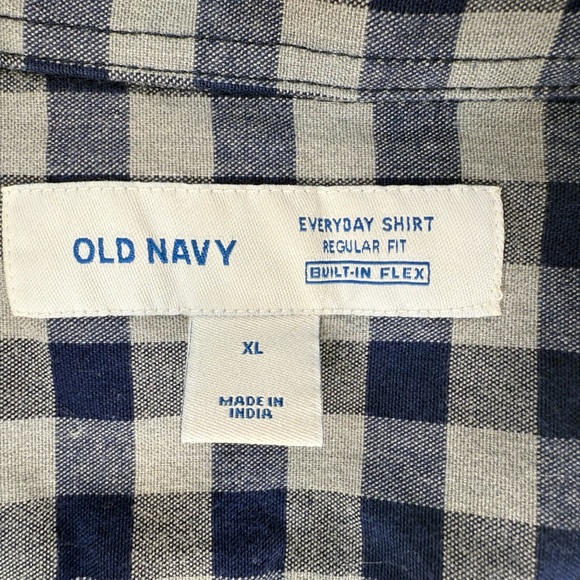 OLD NAVY
EVERYDAY SHIRT
REGULAR FIT
BUILT-IN FLEX
XL
MADE IN
INDIA